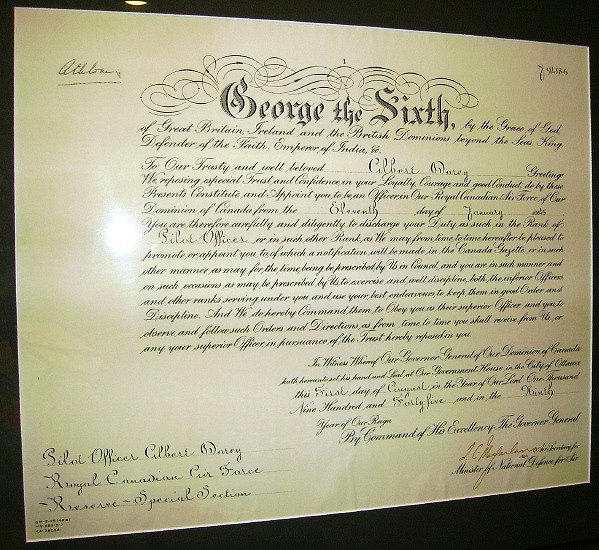 Athlone
91486
George the Sixth,
by the Grace of God,
of Great Britain, Ireland and the British Dominions beyond the Seas King,
Defender of the Faith, Emperor of India, &c.
To Our Trusty and well beloved Gilbert Darey Greeting:
We reposing especial Trust and Confidence in your Loyalty, Courage and good Conduct, do by these
Presents Constitute and Appoint you to be an Officer in Our Royal Canadian Air Force of Our
Dominion of Canada from the Eleventh day of January 1945.
You are therefore carefully and diligently to discharge your Duty as such in the Rank of
Pilot Officer or in such other Rank as We may from time to time hereafter be pleased to
promote or appoint you to, of which a notification will be made in the Canada Gazette, or in such
other manner as may for the time being be prescribed by Us in Council, and you are in such manner and
on such occasions as may be prescribed by Us to exercise and well discipline both the inferior Officers
and other ranks serving under you and use your best endeavours to keep them in good Order and
Discipline. And We do hereby Command them to Obey you as their superior Officer and you to
observe and follow such Orders and Directions as from time to time you shall receive from Us, or
any your superior Officer in pursuance of the Trust hereby reposed in you.
In Witness Whereof Our Governor General of Our Dominion of Canada
hath hereunto set his hand and Seal at Our Government House in the City of Ottawa
this First day of August in the Year of Our Lord One Thousand
Nine Hundred and Forty five and in the Ninth
Year of Our Reign
By Command of His Excellency The Governor General
for Minister of National Defence for Air
Pilot Officer Gilbert Darey
Royal Canadian Air Force
Reserve - Special Section